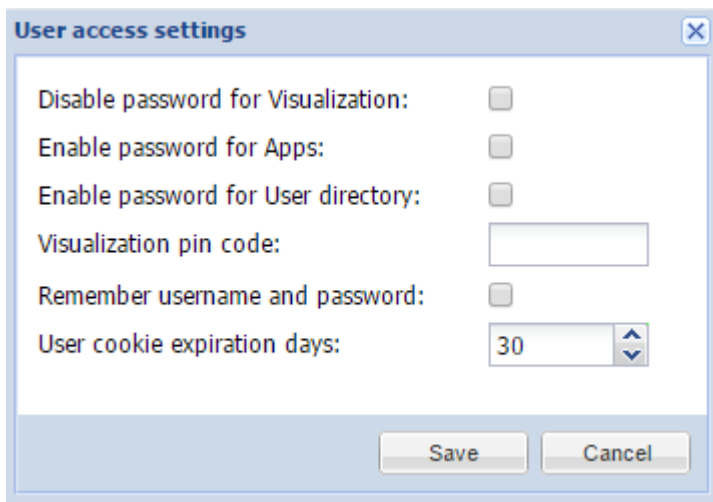 User access settings
Disable password for Visualization:
Enable password for Apps:
Enable password for User directory:
Visualization pin code:
Remember username and password:
User cookie expiration days: 30
Save Cancel